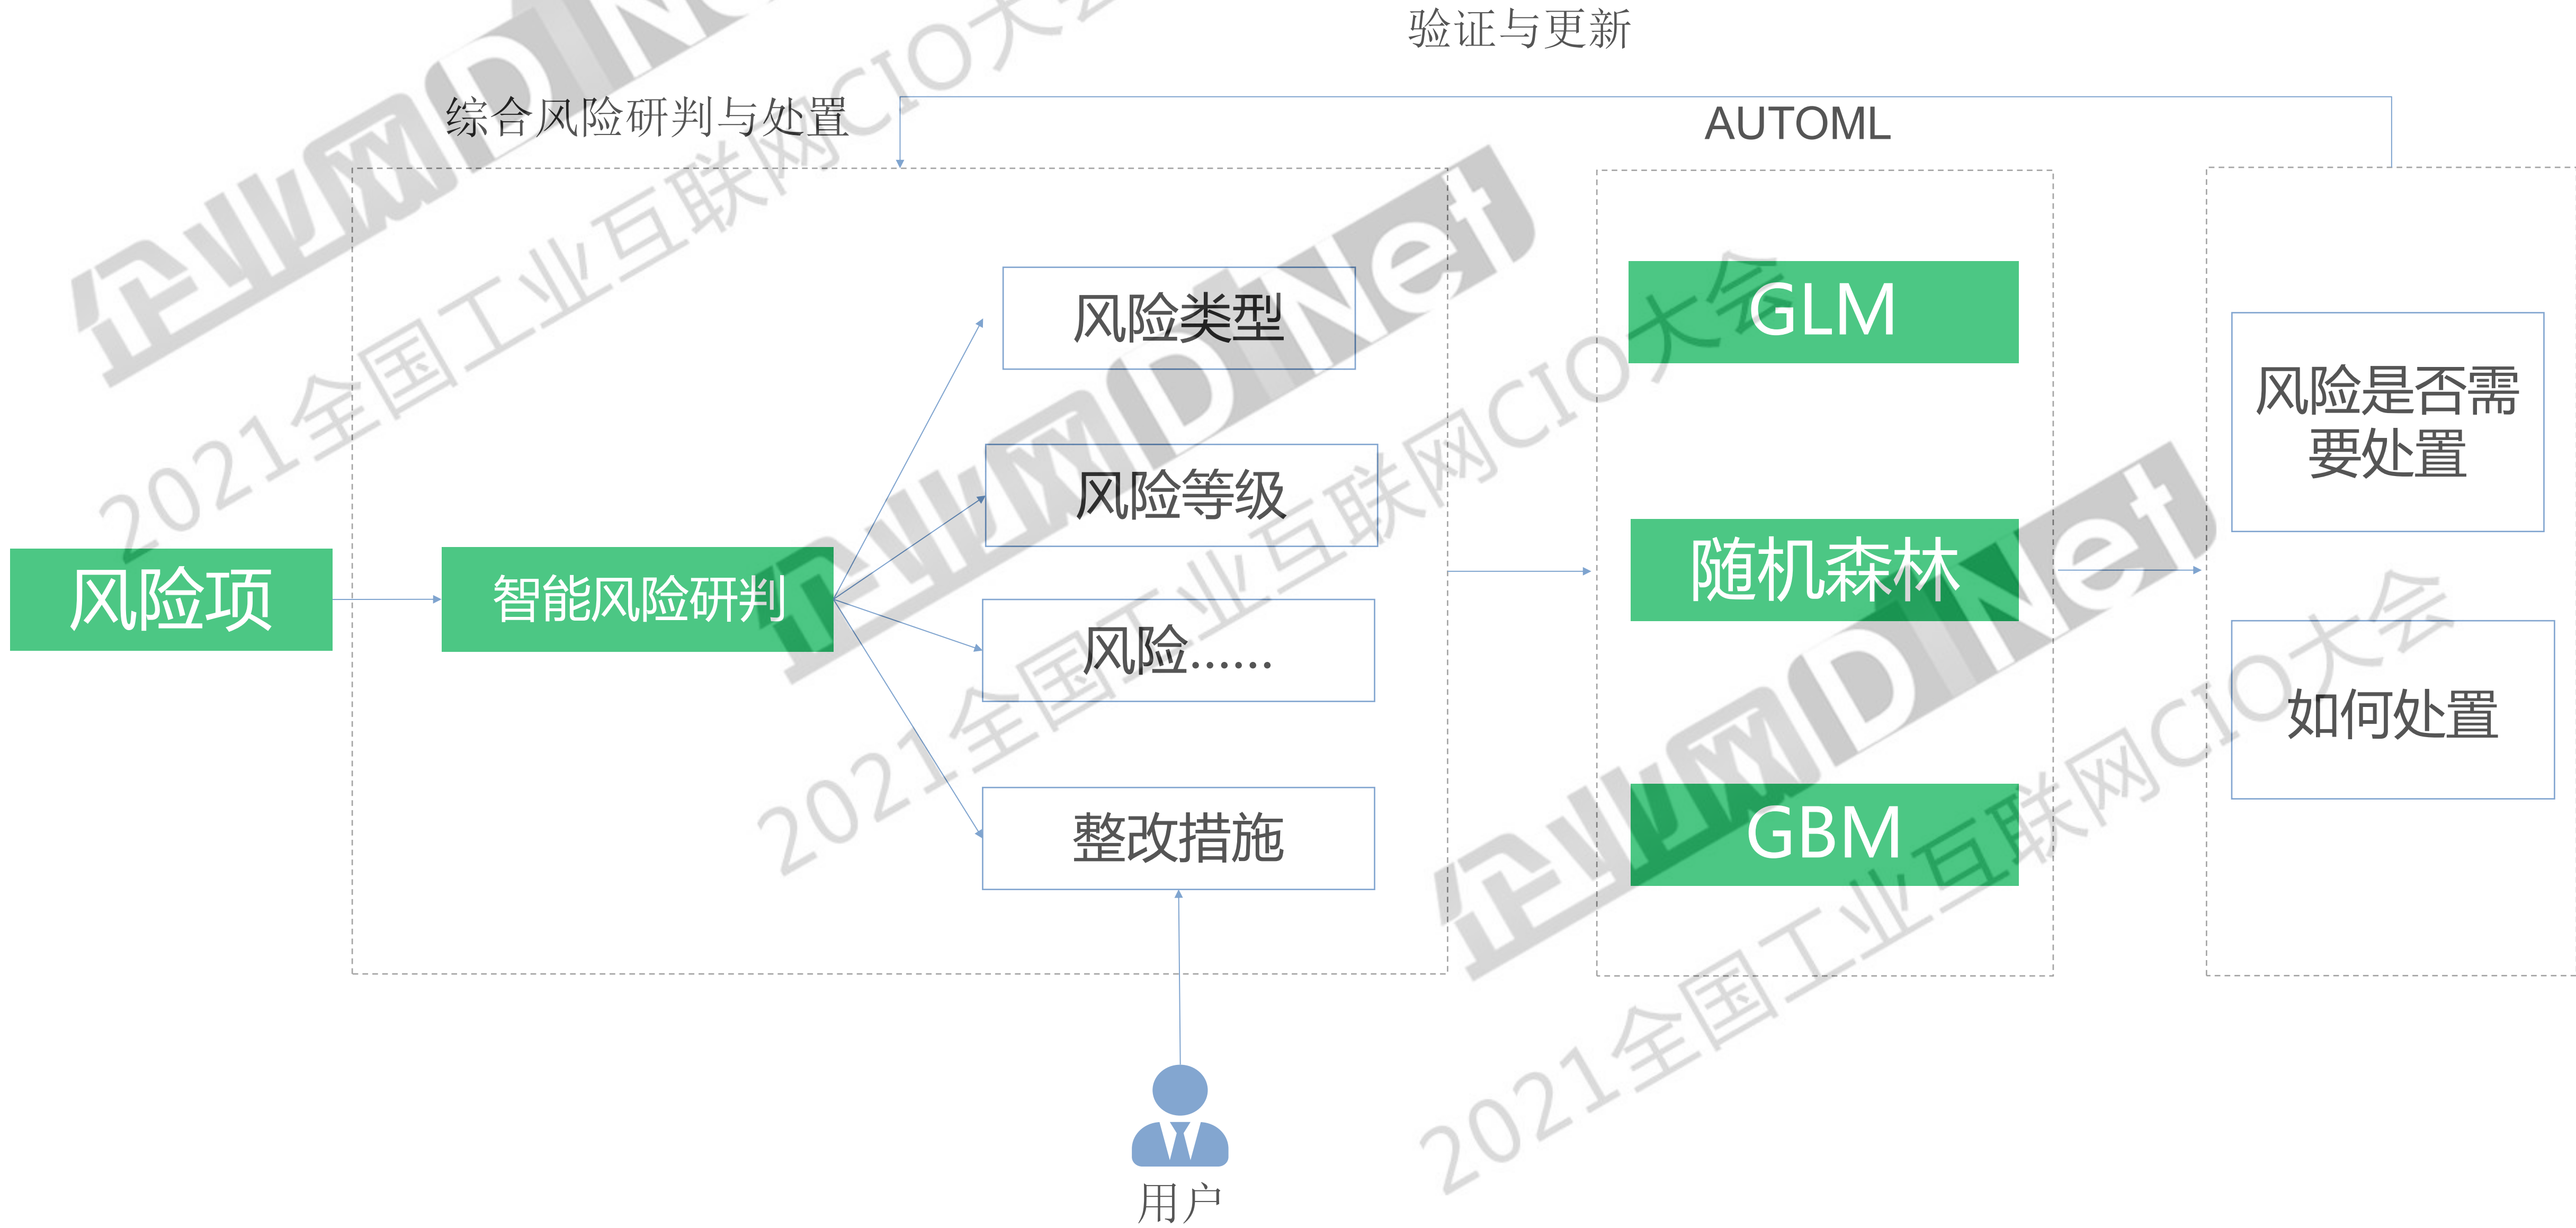 验证与更新
综合风险研判与处置
AUTOML
风险项
智能风险研判
风险类型
风险等级
风险......
整改措施
用户
GLM
随机森林
GBM
风险是否需
要处置
如何处置
企业网DINet
2021全国工业互联网CIO大会
企业网DINet
2021全国工业互联网CIO大会
企业网DINet
2021全国工业互联网CIO大会